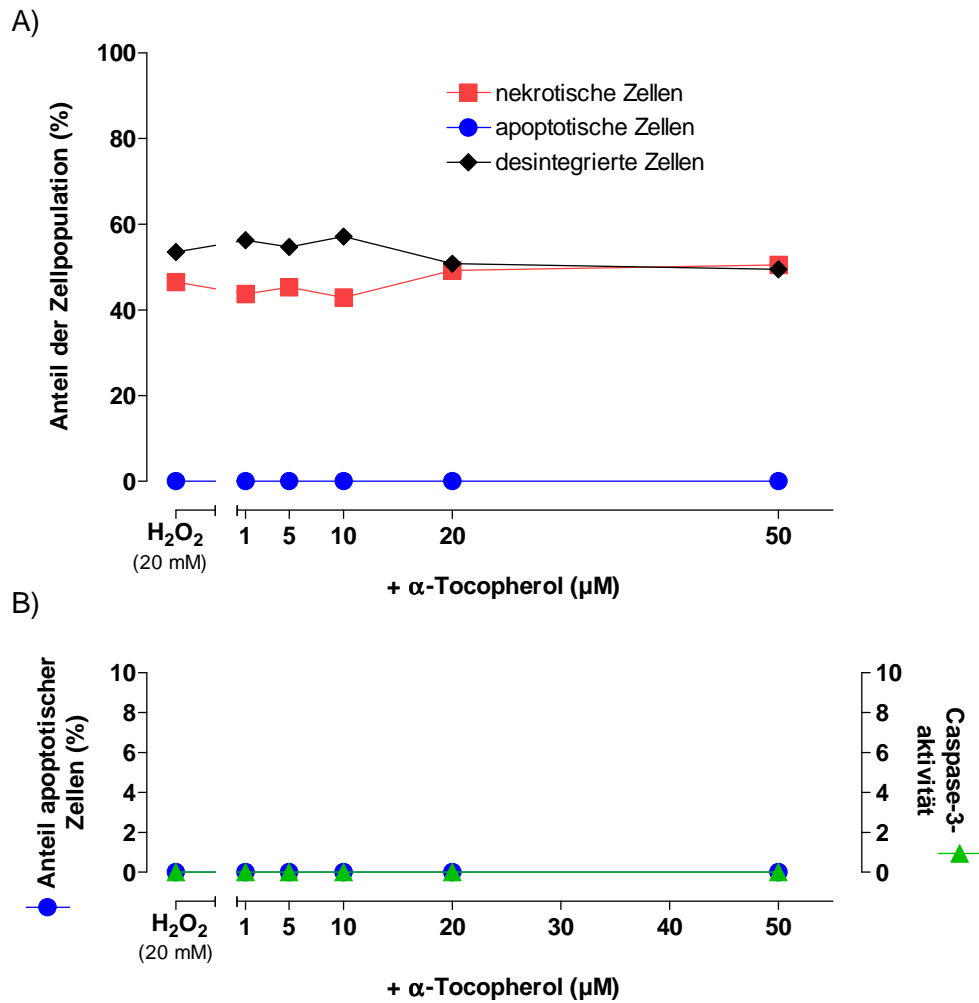 A)
100
80
60
40
20
0
Anteil der Zellpopulation (%)
nekrotische Zellen
apoptotische Zellen
desintegrierte Zellen
H₂O₂
(20 mM)
1 5 10 20 50
+ α-Tocopherol (µM)
B)
Anteil apoptotischer
Zellen (%)
10
8
6
4
2
0
10
8
6
4
2
0
Caspase-3-
aktivität
H₂O₂
(20 mM)
1 5 10 20 30 40 50
+ α-Tocopherol (µM)